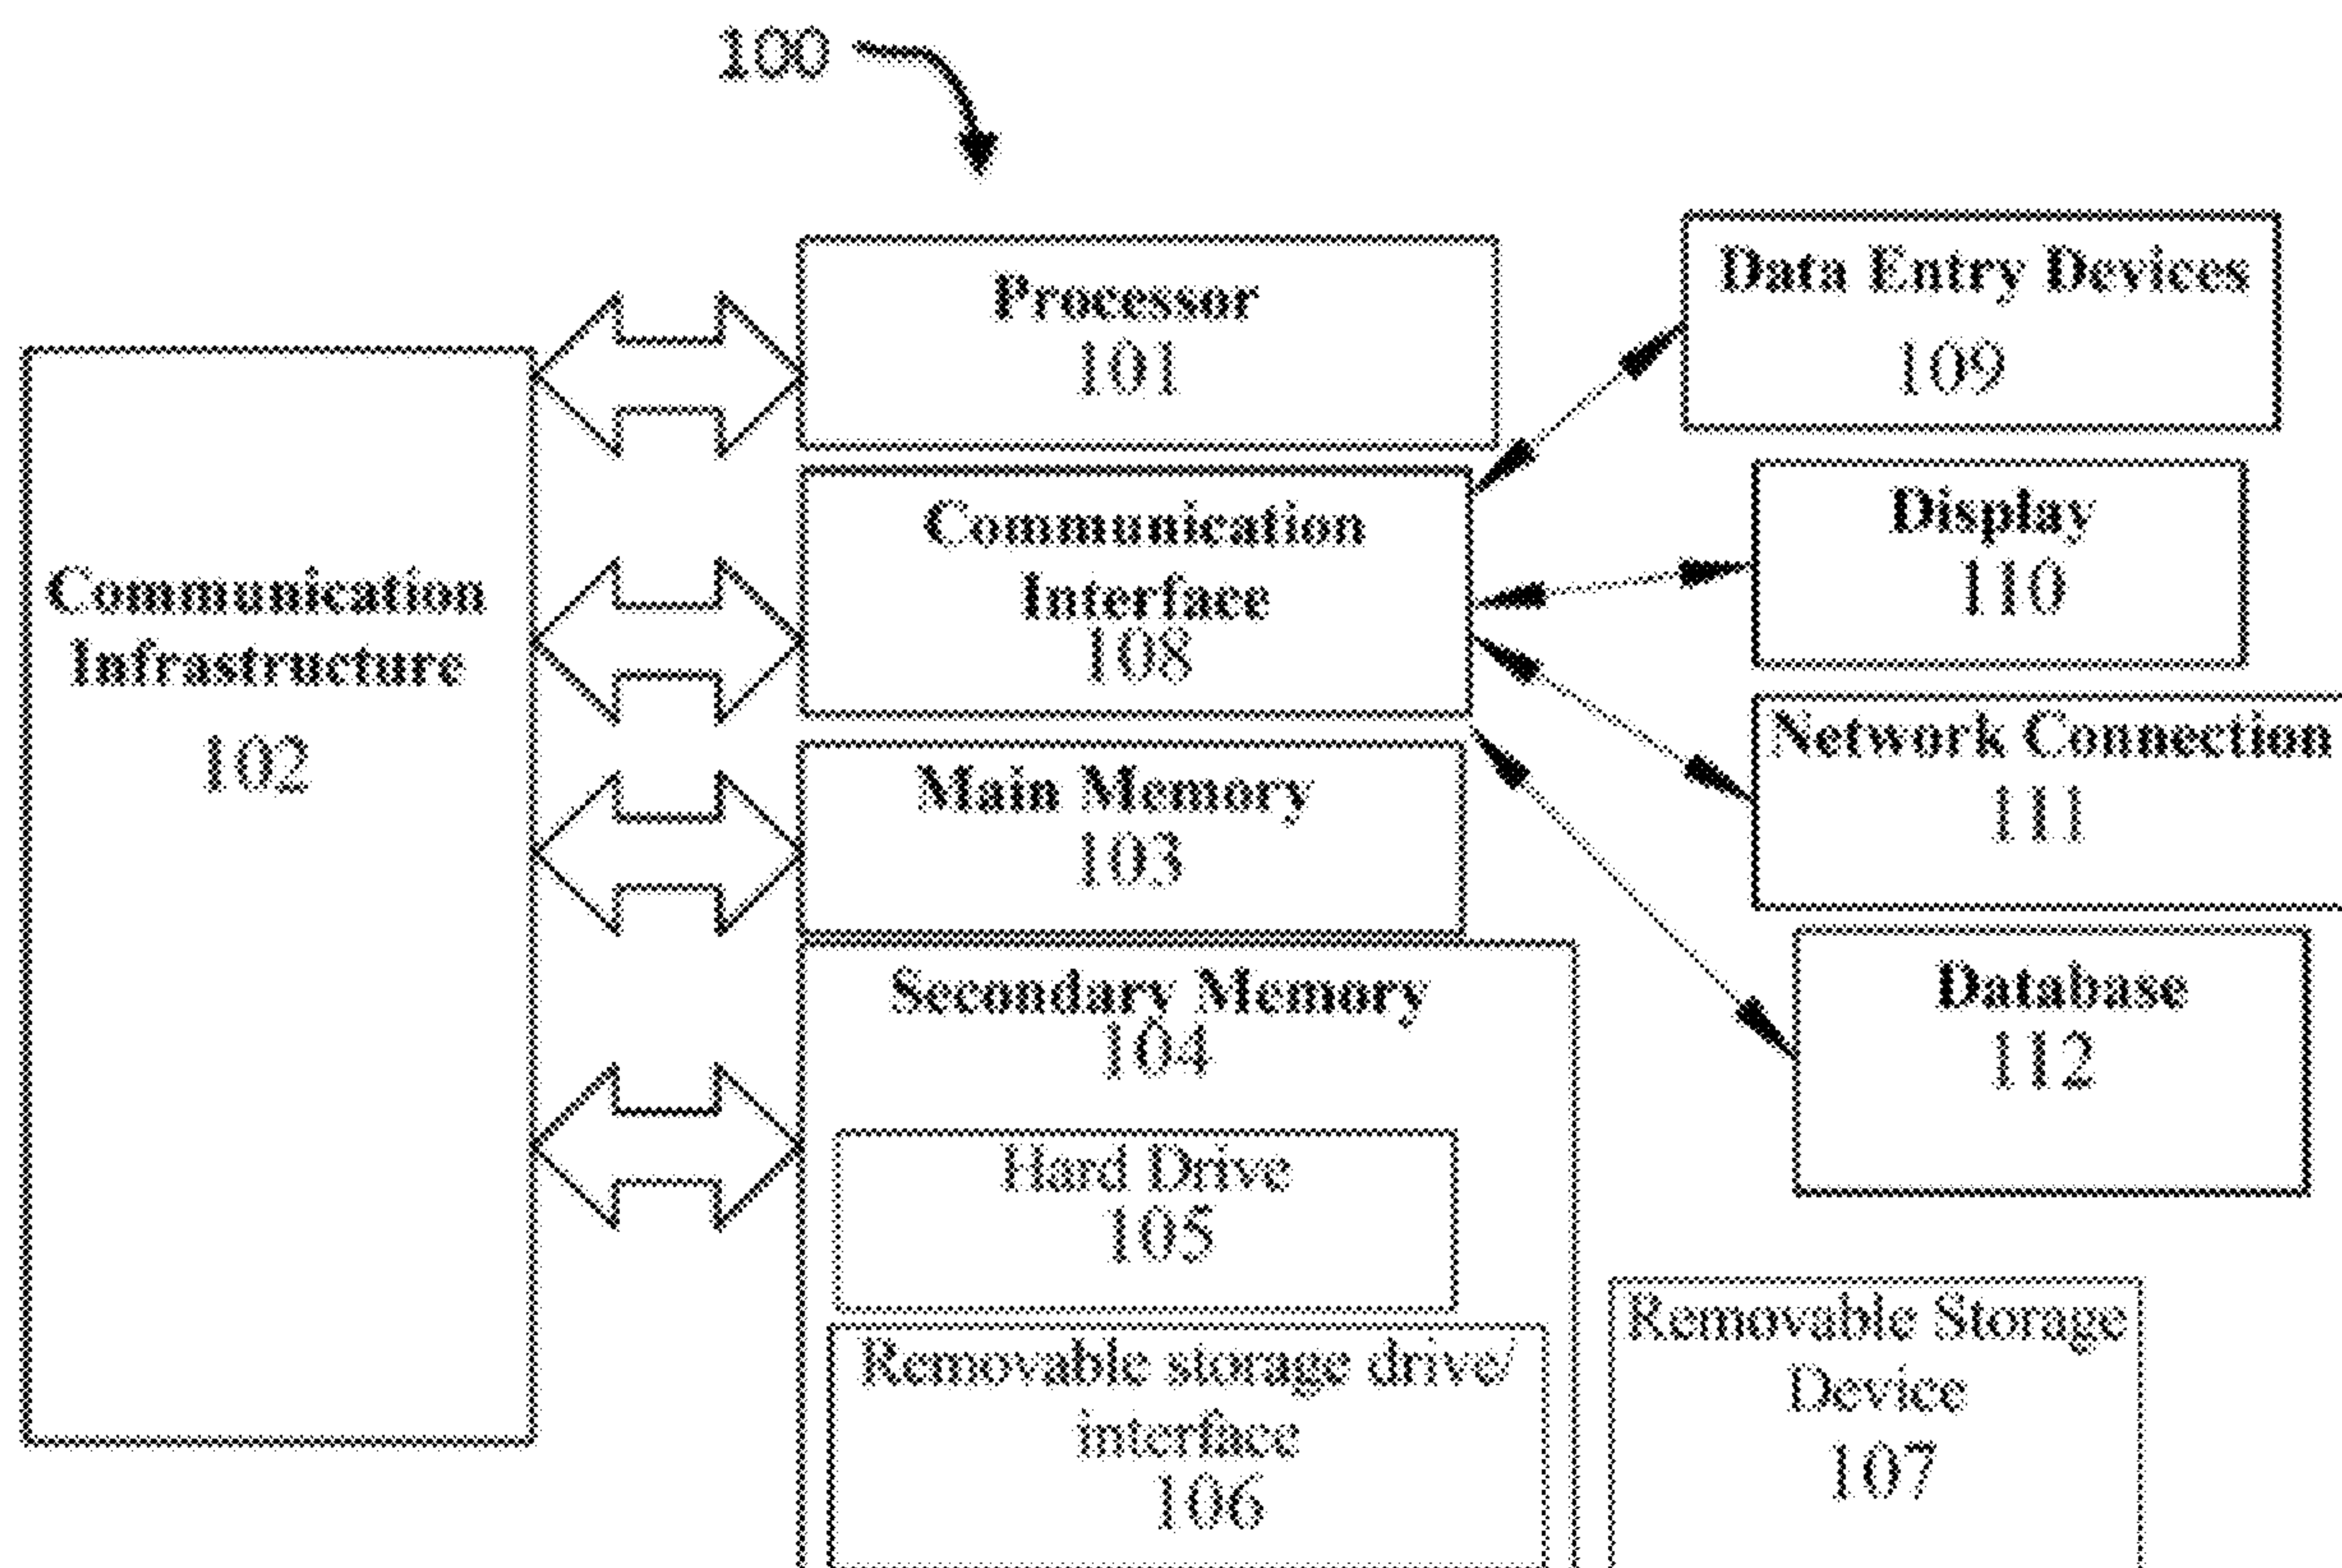 100
Processor
101
Data Entry Devices
109
Communication
Interface
108
Display
110
Communication
Infrastructure
102
Network Connection
111
Main Memory
103
Secondary Memory
104
Database
112
Hard Drive
105
Removable storage drive/
interface
106
Removable Storage
Device
107